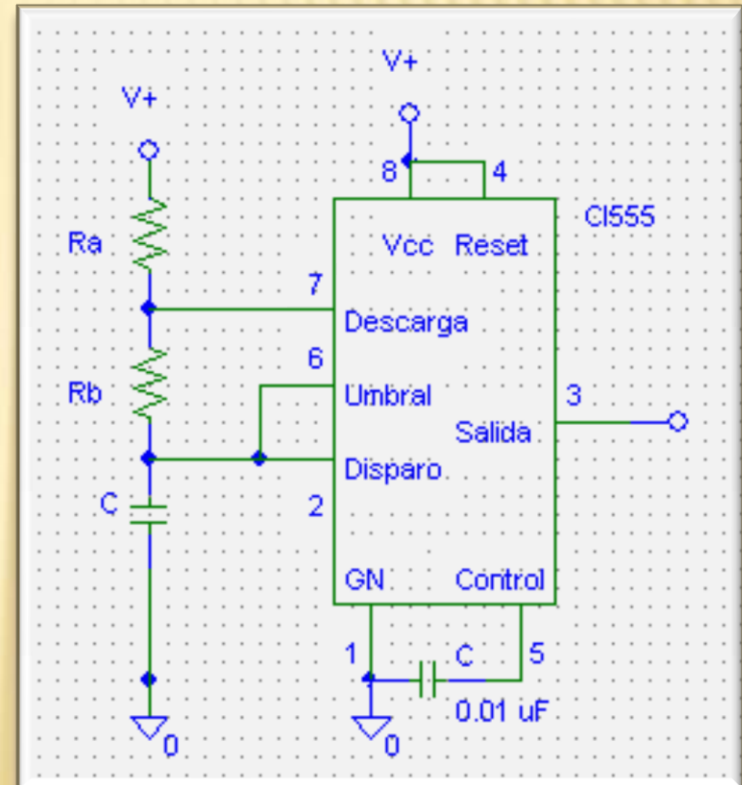 V+
V+
8
4
CI555
Ra
Vcc
Reset
7
Descarga
6
Rb
Umbral
3
Salida
Disparo
C
2
GN
Control
1
C
5
0.01 uF
0
0